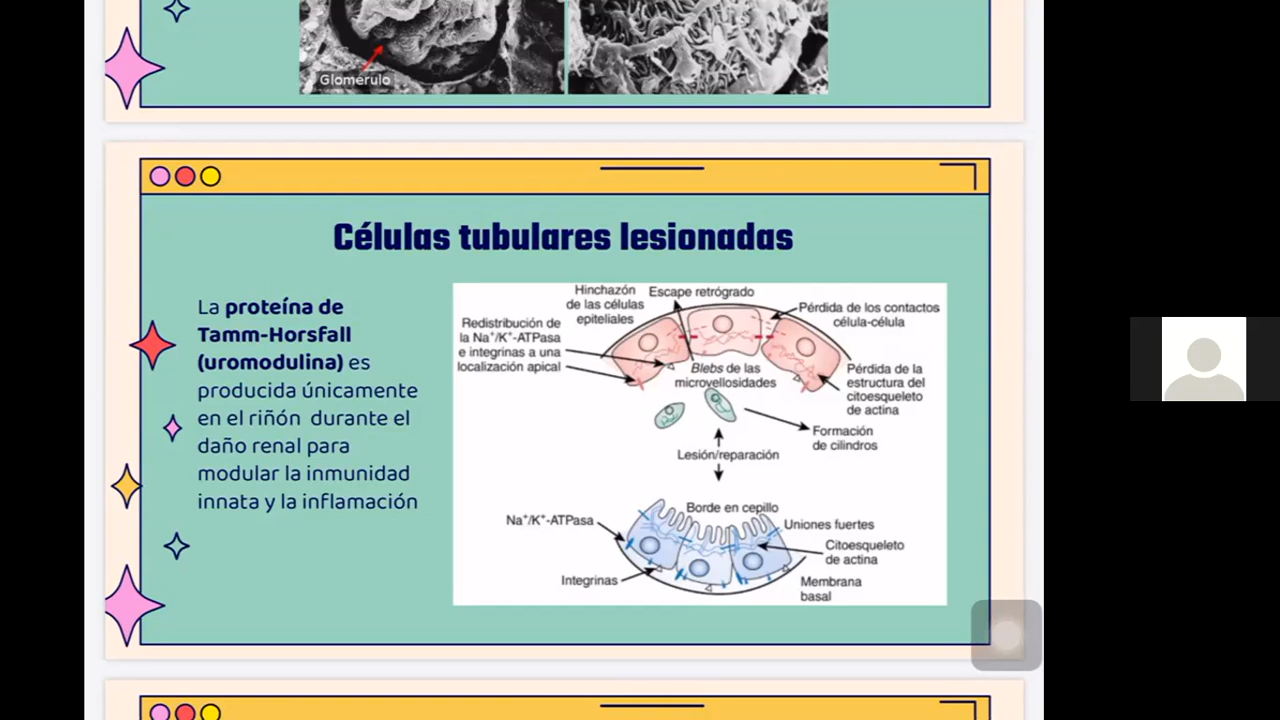 Glomérulo
Células tubulares lesionadas
La proteína de
Tamm-Horsfall
(uromodulina) es
producida únicamente
en el riñón durante el
daño renal para
modular la inmunidad
innata y la inflamación
Hinchazón
de las células
epiteliales
Escape retrógrado
Pérdida de los contactos
célula-célula
Redistribución de
la Na⁺/K⁺-ATPasa
e integrinas a una
localización apical
Blebs de las
microvellosidades
Pérdida de la
estructura del
citoesqueleto
de actina
Formación
de cilindros
Lesión/reparación
Borde en cepillo
Na⁺/K⁺-ATPasa
Uniones fuertes
Citoesqueleto
de actina
Integrinas
Membrana
basal